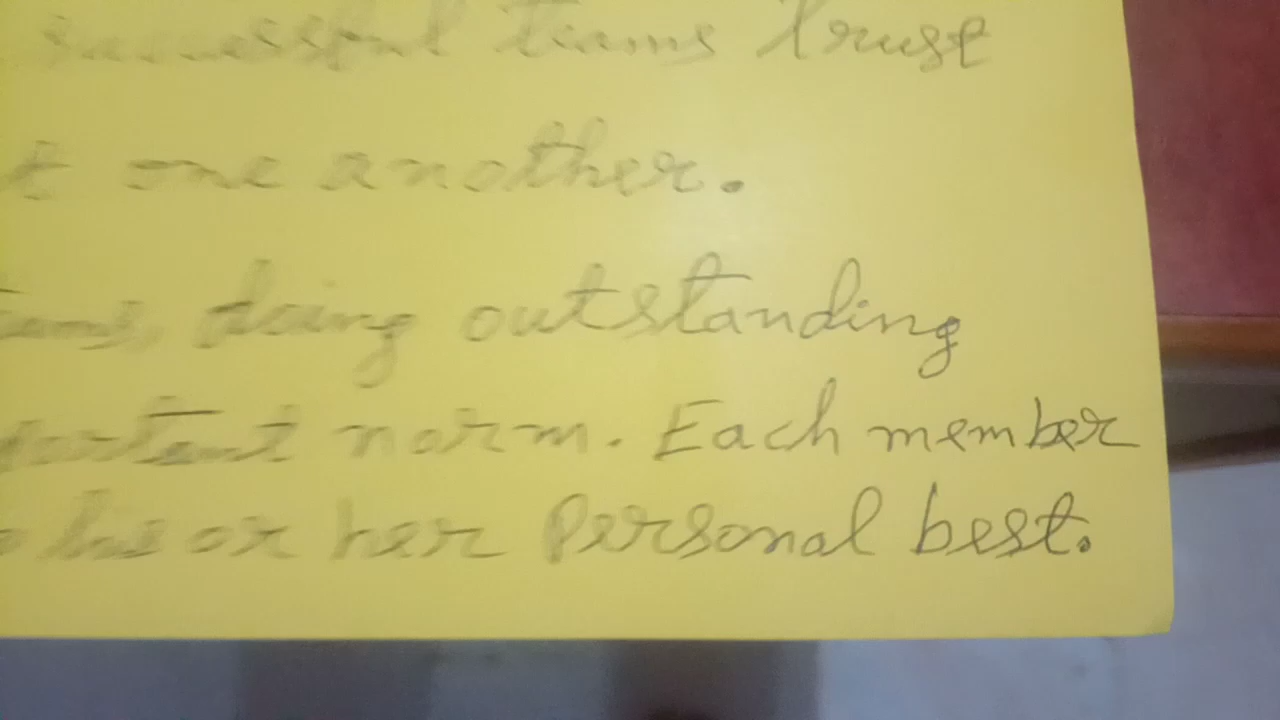 successful teams trust
one another.
doing outstanding
norm. Each member
his or her Personal best.